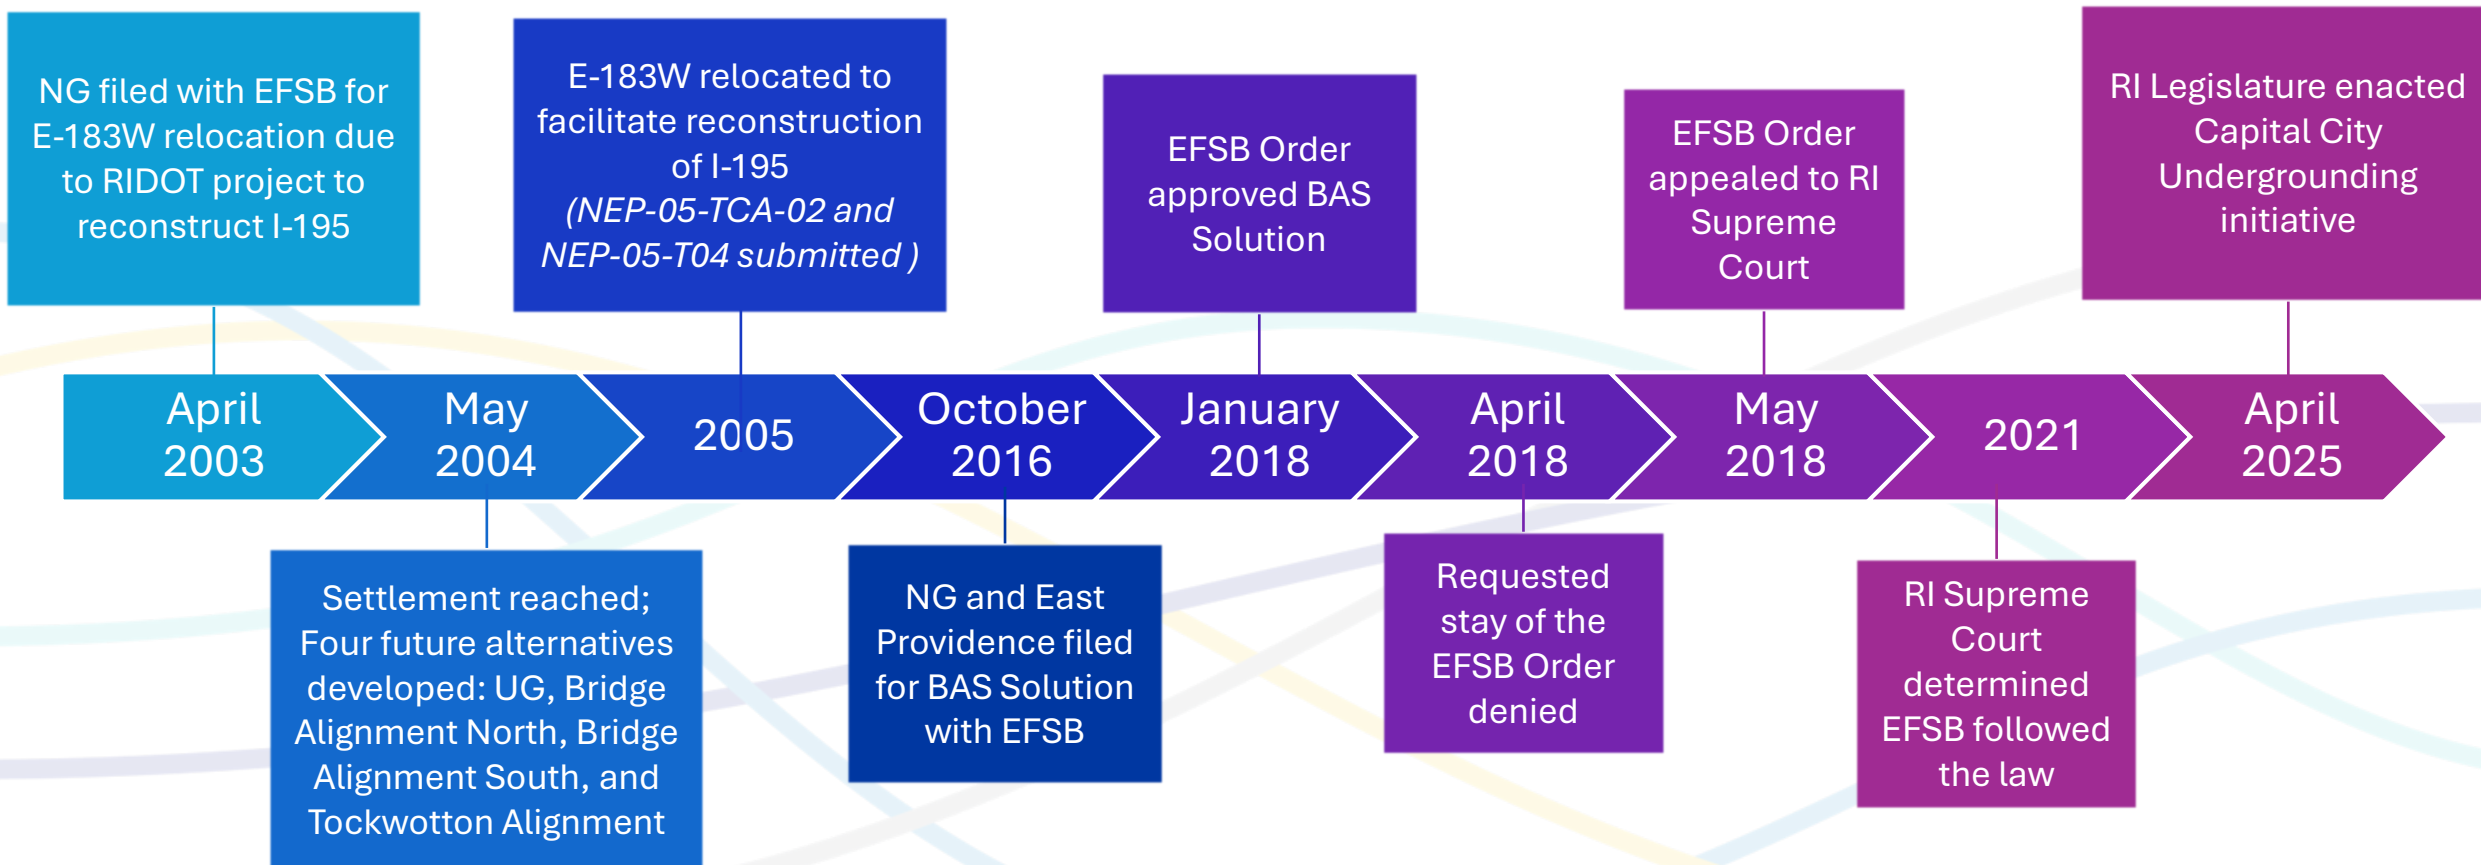 NG filed with EFSB for
E-183W relocation due
to RIDOT project to
reconstruct I-195
E-183W relocated to
facilitate reconstruction
of I-195
(NEP-05-TCA-02 and
NEP-05-T04 submitted )
EFSB Order
approved BAS
Solution
EFSB Order
appealed to RI
Supreme
Court
RI Legislature enacted
Capital City
Undergrounding
initiative
April
2003
May
2004
2005
October
2016
January
2018
April
2018
May
2018
2021
April
2025
Settlement reached;
Four future alternatives
developed: UG, Bridge
Alignment North, Bridge
Alignment South, and
Tockwotton Alignment
NG and East
Providence filed
for BAS Solution
with EFSB
Requested
stay of the
EFSB Order
denied
RI Supreme
Court
determined
EFSB followed
the law